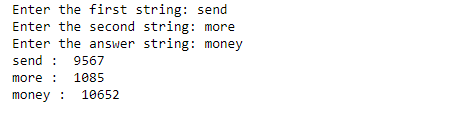 Enter the first string: send
Enter the second string: more
Enter the answer string: money
send :  9567
more :  1085
money :  10652